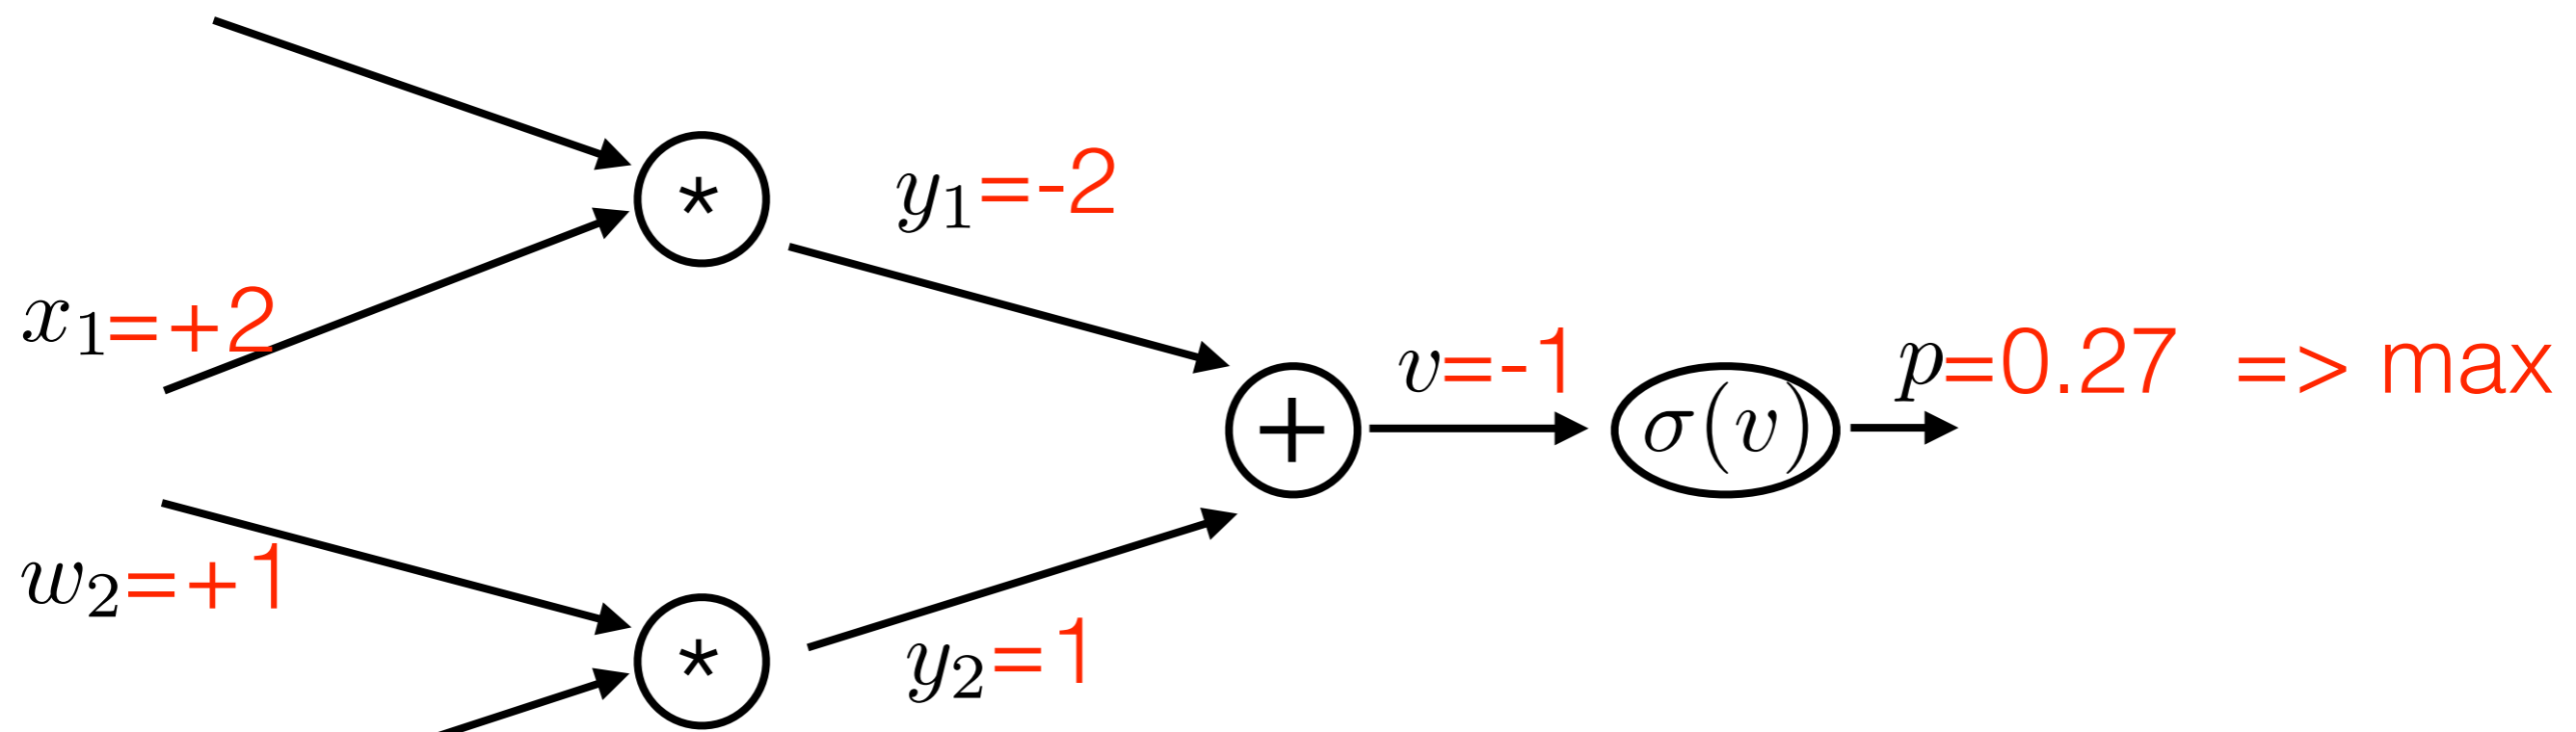 *
y₁=-2
x₁=+2
v=-1
p=0.27 => max
+
σ(v)
w₂=+1
*
y₂=1